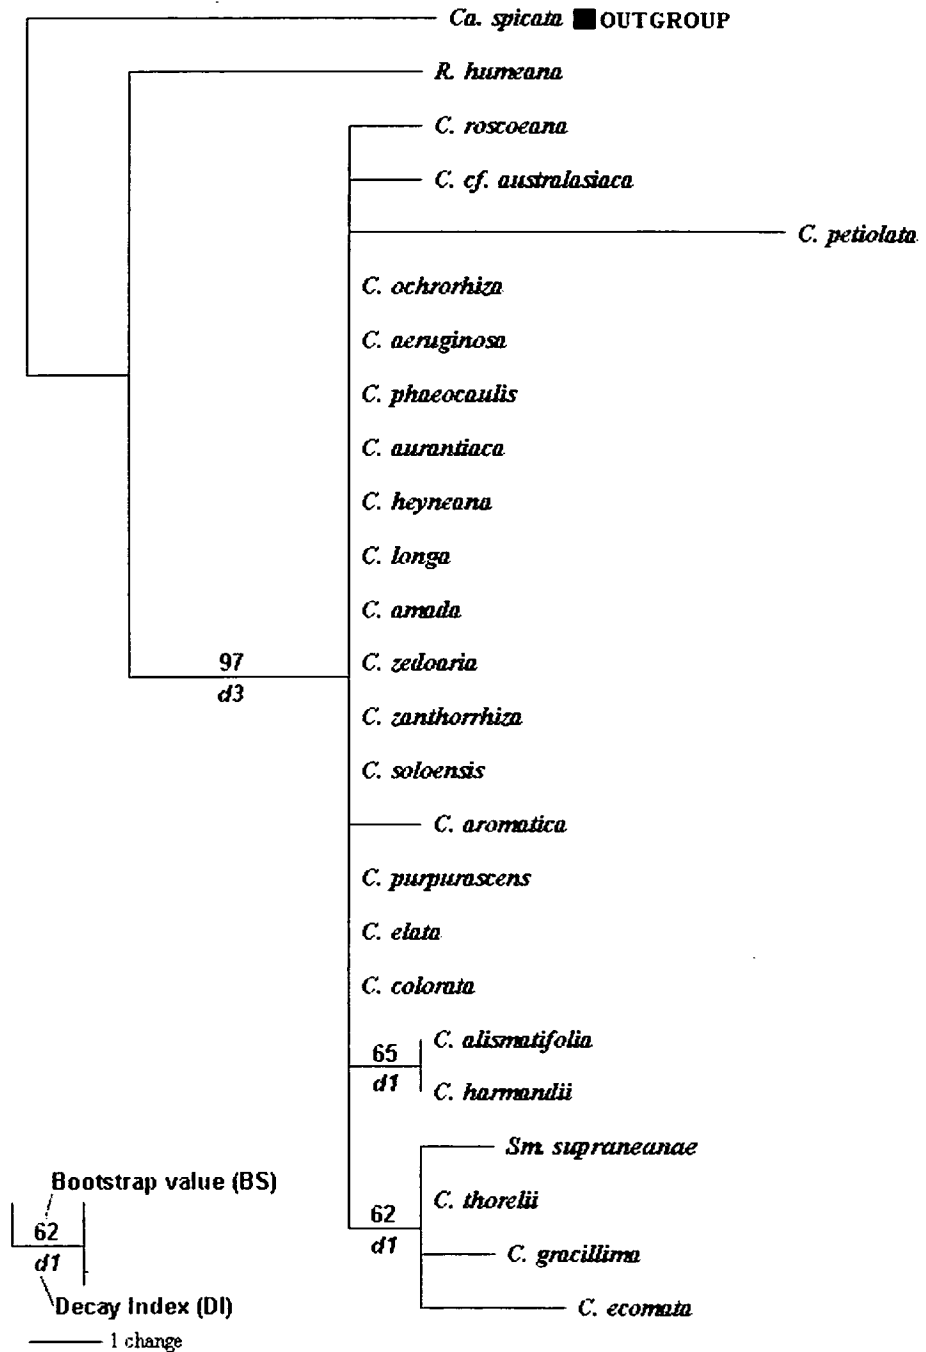 Ca. spicata ■ OUTGROUP
R. humeana
C. roscoeana
C. cf. australasiaca
C. petiolata
C. ochrorhiza
C. aeruginosa
C. phaeocaulis
C. aurantiaca
C. heyneana
C. longa
C. amada
C. zedoaria
97
d3
C. zanthorrhiza
C. soloensis
C. aromatica
C. purpurascens
C. elata
C. colorata
C. alismatifolia
65
d1
C. harmandii
Sm. supraneanae
C. thorelii
62
d1
C. gracillima
C. ecomata
Bootstrap value (BS)
62
d1
Decay Index (DI)
1 change